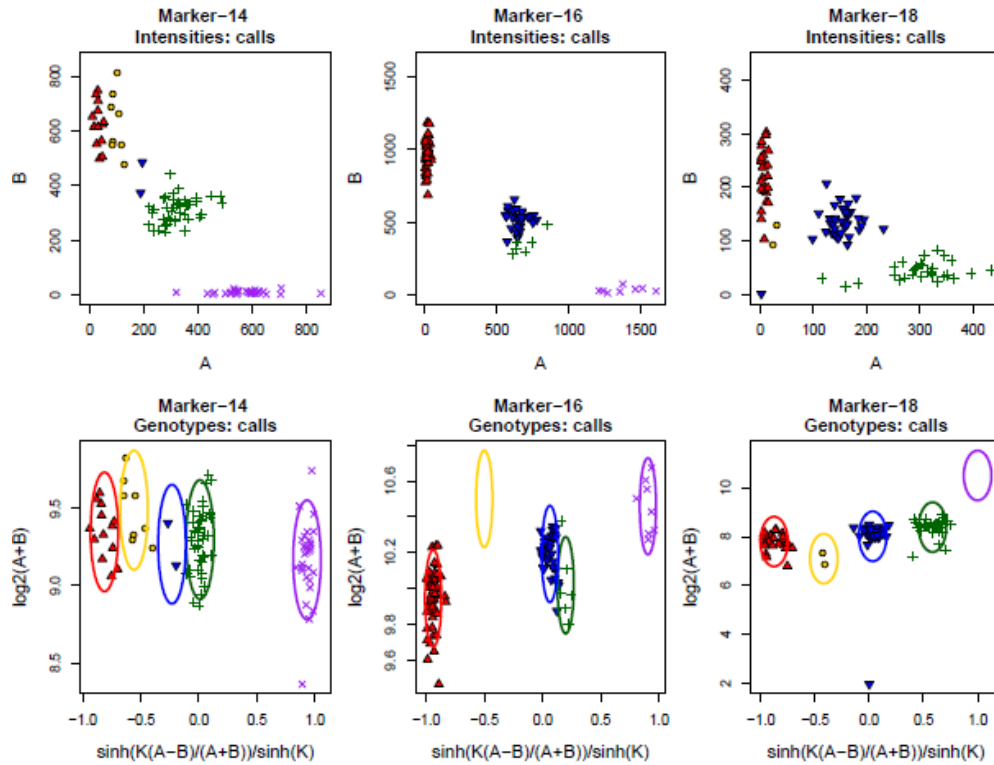 Marker−14
Intensities: calls
B
0 200 400 600 800
0 200 400 600 800
A
Marker−16
Intensities: calls
B
0 500 1000 1500
0 500 1000 1500
A
Marker−18
Intensities: calls
B
0 100 200 300 400
0 100 200 300 400
A
Marker−14
Genotypes: calls
log2(A+B)
8.5 9.0 9.5
−1.0 −0.5 0.0 0.5 1.0
sinh(K(A−B)/(A+B))/sinh(K)
Marker−16
Genotypes: calls
log2(A+B)
9.6 9.8 10.2 10.6
−1.0 −0.5 0.0 0.5 1.0
sinh(K(A−B)/(A+B))/sinh(K)
Marker−18
Genotypes: calls
log2(A+B)
2 4 6 8 10
−1.0 −0.5 0.0 0.5 1.0
sinh(K(A−B)/(A+B))/sinh(K)